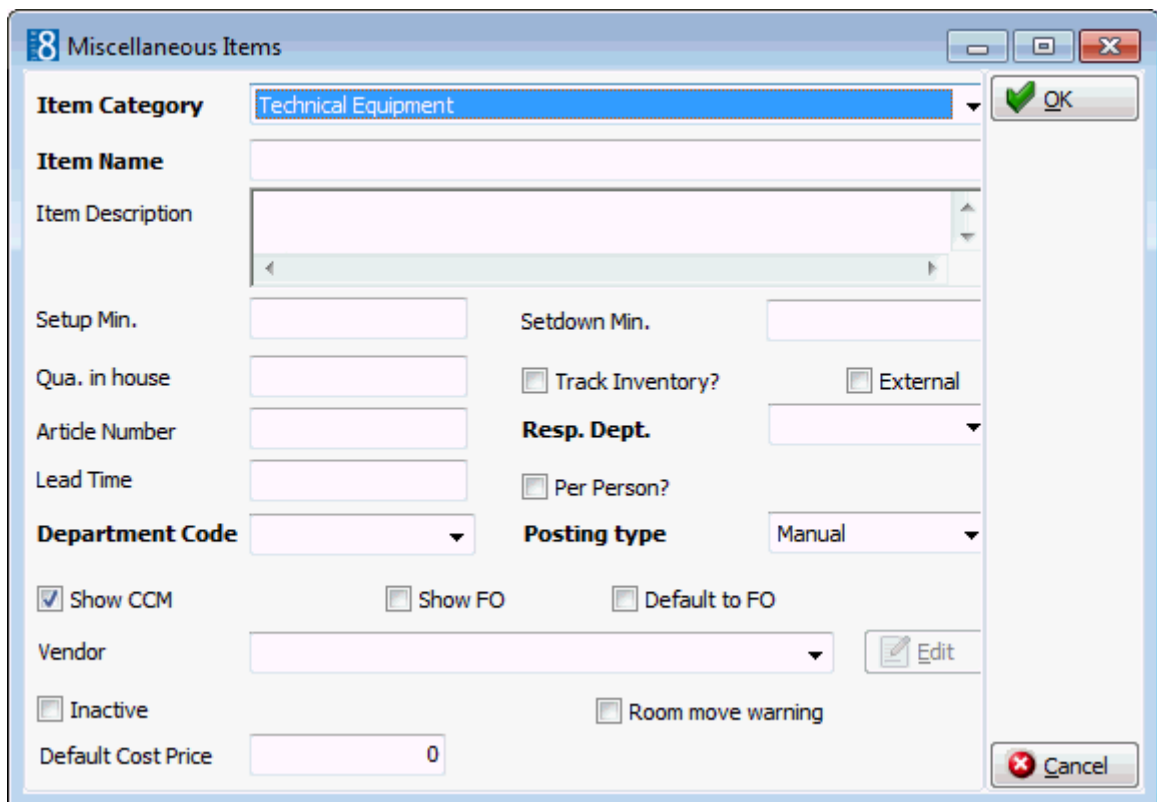 8 Miscellaneous Items
Item Category Technical Equipment OK
Item Name
Item Description
Setup Min. Setdown Min.
Qua. in house Track Inventory? External
Article Number Resp. Dept.
Lead Time Per Person?
Department Code Posting type Manual
Show CCM Show FO Default to FO
Vendor Edit
Inactive Room move warning
Default Cost Price 0 Cancel